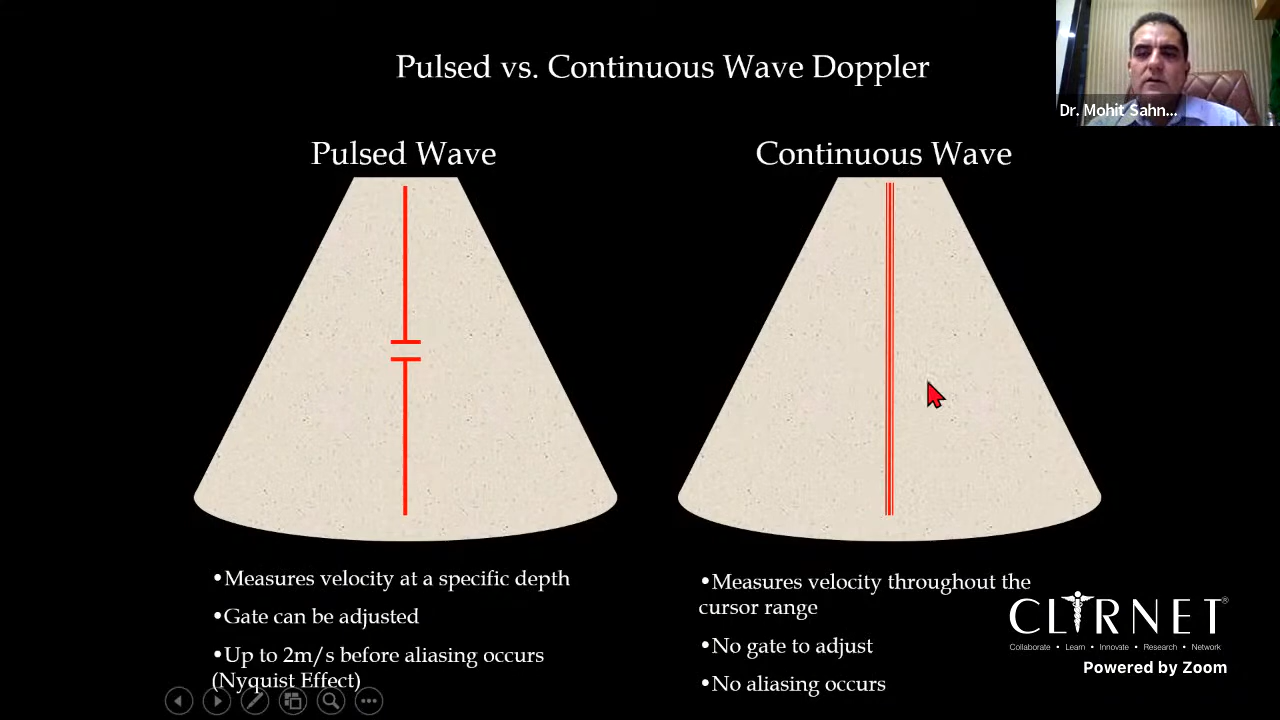 Pulsed vs. Continuous Wave Doppler
Dr. Mohit Sahn...
Pulsed Wave
Continuous Wave
•Measures velocity at a specific depth
•Gate can be adjusted
•Up to 2m/s before aliasing occurs
(Nyquist Effect)
•Measures velocity throughout the
cursor range
•No gate to adjust
•No aliasing occurs
CLIRNET®
Collaborate • Learn • Innovate • Research • Network
Powered by Zoom